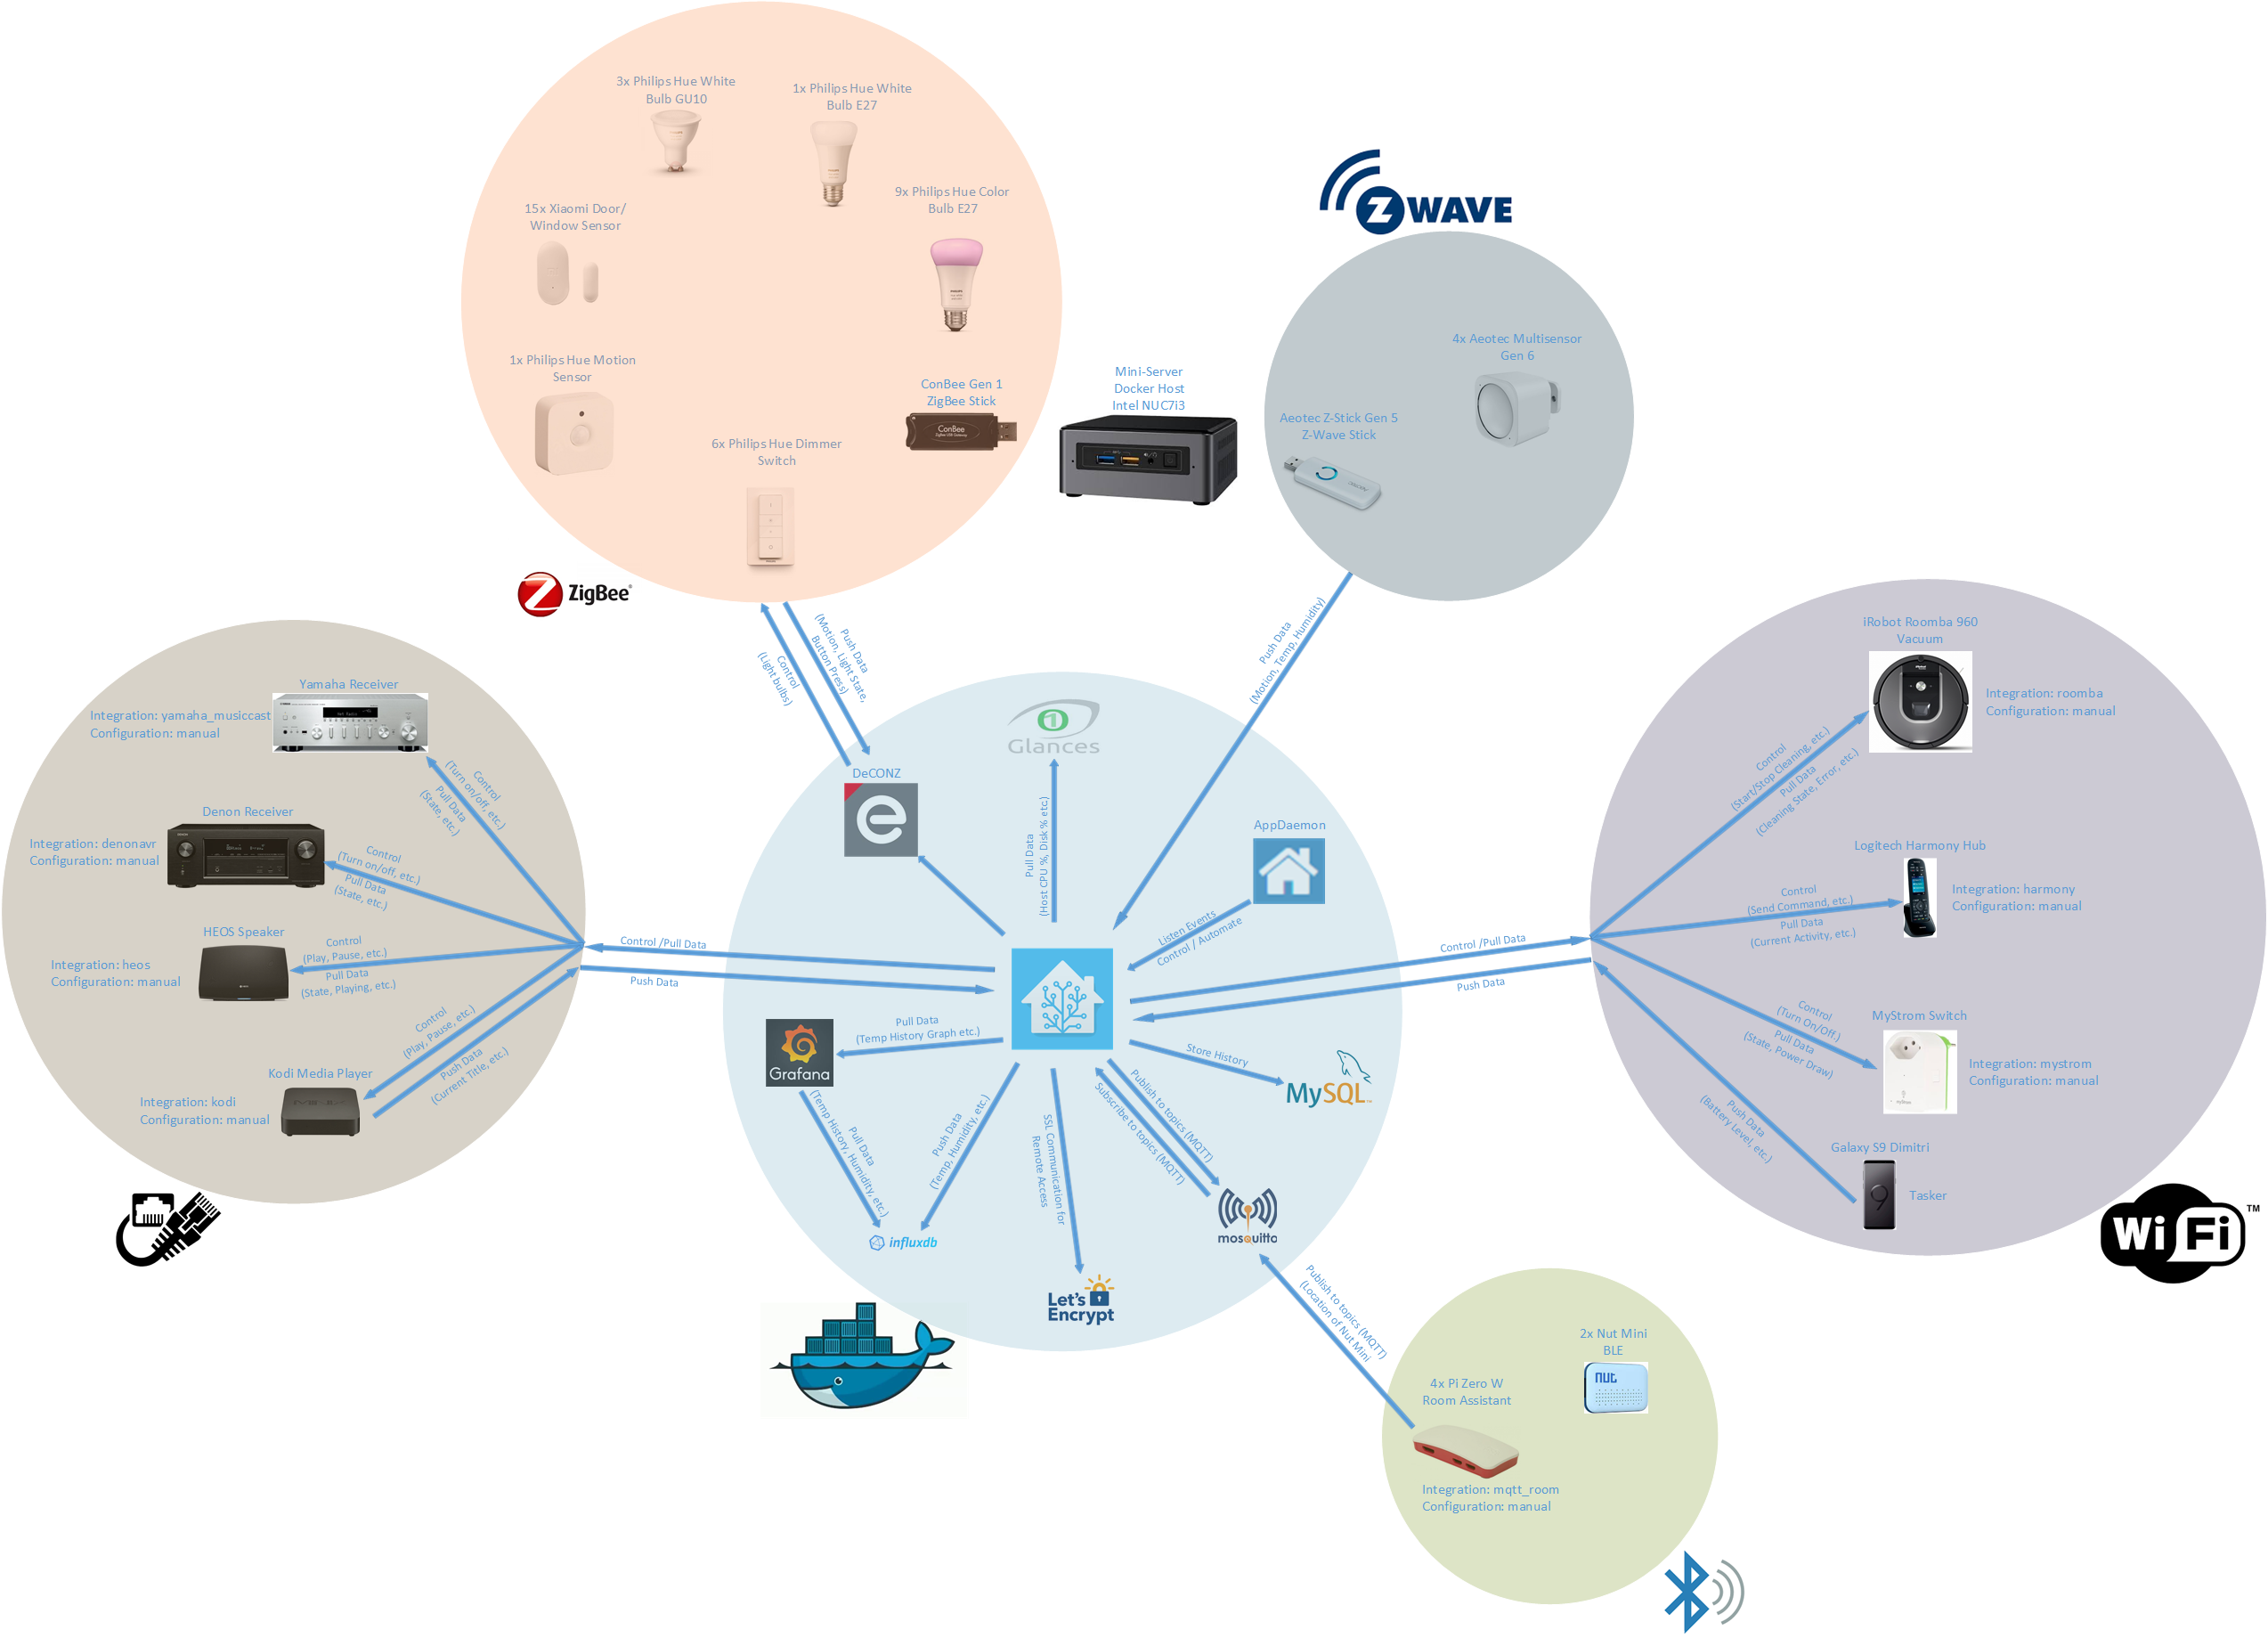 3x Philips Hue White
Bulb GU10
1x Philips Hue White
Bulb E27
9x Philips Hue Color
Bulb E27
15x Xiaomi Door/
Window Sensor
1x Philips Hue Motion
Sensor
ConBee Gen 1
ZigBee Stick
ConBee
6x Philips Hue Dimmer
Switch
ZigBee®
Mini-Server
Docker Host
Intel NUC7i3
Z WAVE
4x Aeotec Multisensor
Gen 6
Aeotec Z-Stick Gen 5
Z-Wave Stick
Control
(Light bulbs)
Push Data
(Motion, Light State,
Button Press)
Push Data
(Motion, Temp, Humidity)
Yamaha Receiver
Integration: yamaha_musiccast
Configuration: manual
Control
(Turn on/off, etc.)
Pull Data
(State, etc.)
Denon Receiver
Integration: denonavr
Configuration: manual
Control
(Turn on/off, etc.)
Pull Data
(State, etc.)
HEOS Speaker
Integration: heos
Configuration: manual
Control
(Play, Pause, etc.)
Pull Data
(State, Playing, etc.)
Kodi Media Player
Integration: kodi
Configuration: manual
Control
(Play, Pause, etc.)
Push Data
(Current Title, etc.)
Control /Pull Data
Push Data
Glances
DeCONZ
Pull Data
(Host CPU %, Disk % etc.)
AppDaemon
Listen Events
Control / Automate
Grafana
Pull Data
(Temp History Graph etc.)
Pull Data
(Temp History, Humidity, etc.)
Push Data
(Temp, Humidity, etc.)
influxdb
SSL Communication for
Remote Access
Let's
Encrypt
Publish to topics (MQTT)
Subscribe to topics (MQTT)
mosquitto
Store History
MySQL™
Control /Pull Data
Push Data
iRobot Roomba 960
Vacuum
Integration: roomba
Configuration: manual
Control
(Start/Stop Cleaning, etc.)
Pull Data
(Cleaning State, Error, etc.)
Logitech Harmony Hub
Integration: harmony
Configuration: manual
Control
(Send Command, etc.)
Pull Data
(Current Activity, etc.)
MyStrom Switch
Integration: mystrom
Configuration: manual
Control
(Turn On/Off.)
Pull Data
(State, Power Draw)
Galaxy S9 Dimitri
Tasker
Push Data
(Battery Level, etc.)
Wi Fi ™
Publish to topics (MQTT)
(Location of Nut Mini
2x Nut Mini
BLE
nut
4x Pi Zero W
Room Assistant
Integration: mqtt_room
Configuration: manual